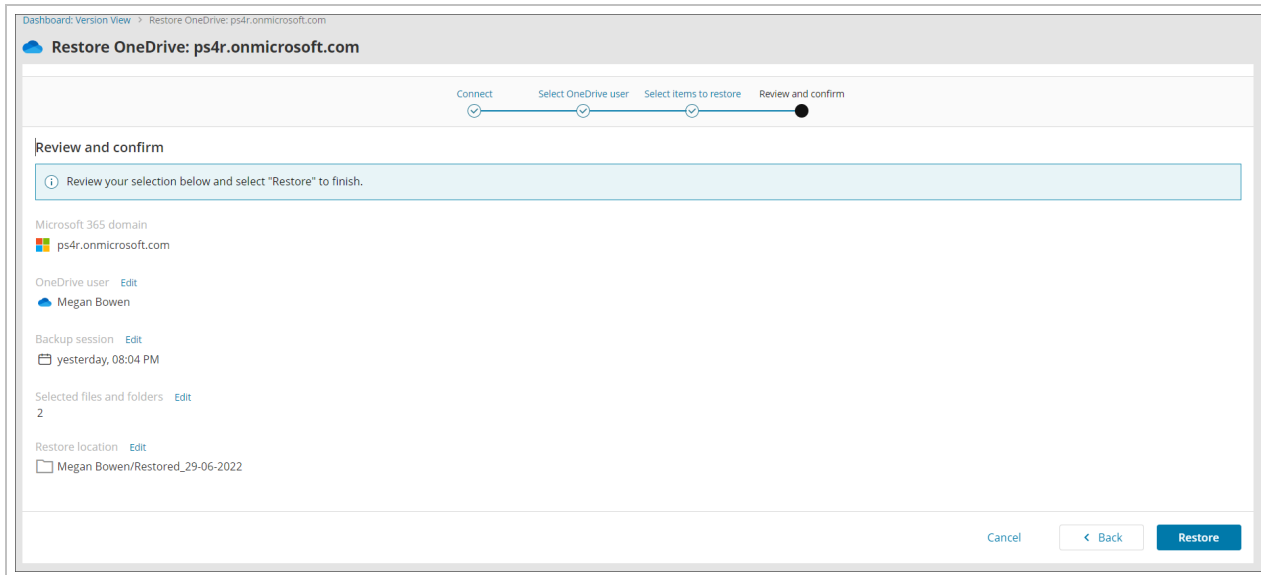 Dashboard: Version View > Restore OneDrive: ps4r.onmicrosoft.com
Restore OneDrive: ps4r.onmicrosoft.com
Connect Select OneDrive user Select items to restore Review and confirm
Review and confirm
Review your selection below and select "Restore" to finish.
Microsoft 365 domain
ps4r.onmicrosoft.com
OneDrive user Edit
Megan Bowen
Backup session Edit
yesterday, 08:04 PM
Selected files and folders Edit
2
Restore location Edit
Megan Bowen/Restored_29-06-2022
Cancel < Back Restore